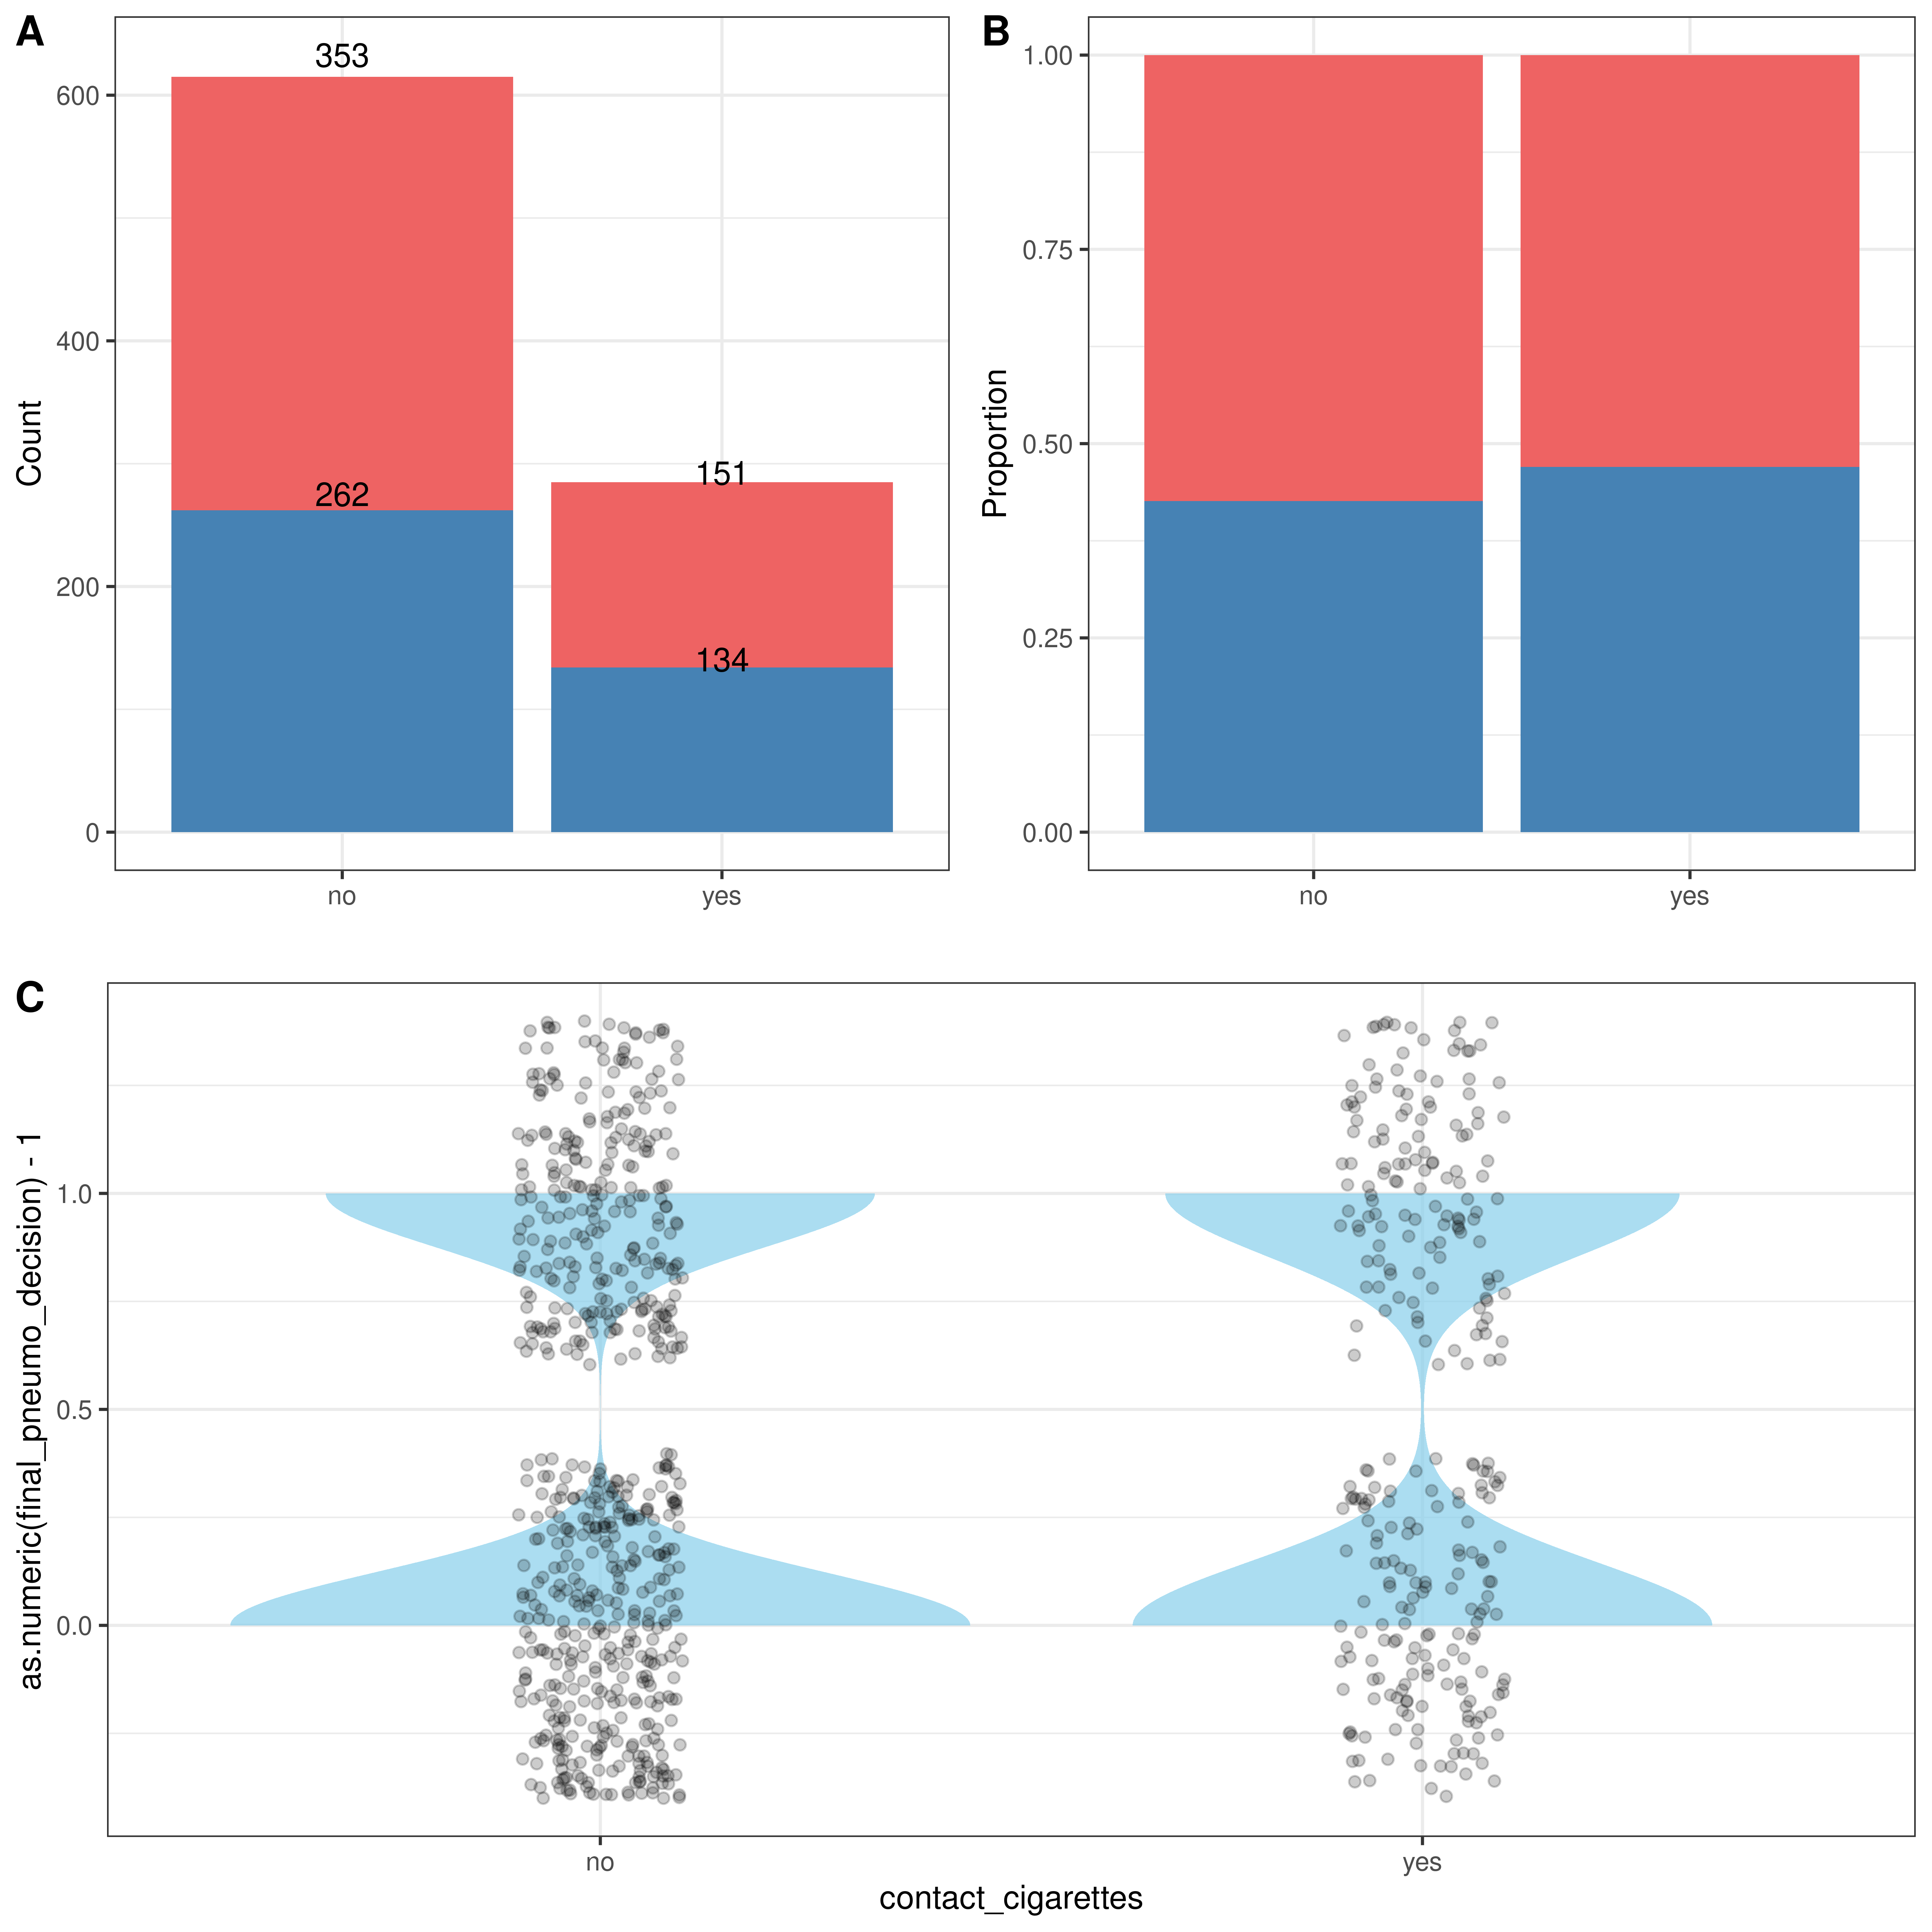 A
Count
600
400
200
0
353
262
151
134
no
yes
B
Proportion
1.00
0.75
0.50
0.25
0.00
no
yes
C
as.numeric(final_pneumo_decision) - 1
1.0
0.5
0.0
no
yes
contact_cigarettes